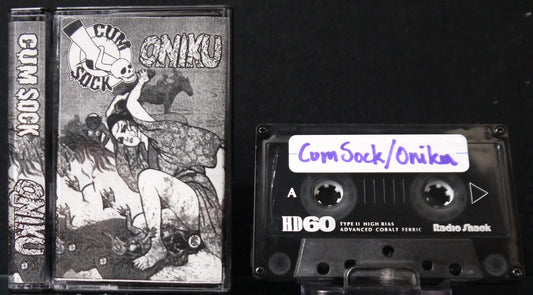 CUM SOCK ONIKU
CUM
SOCK
ONIKU
Cum Sock/Oniku
A
HD60
TYPE II HIGH BIAS
ADVANCED COBALT FERRIC
Radio Shack